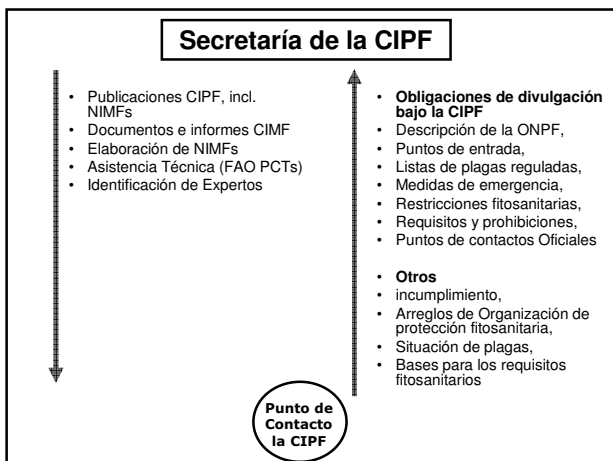 Secretaría de la CIPF
• Publicaciones CIPF, incl.
NIMFs
• Documentos e informes CIMF
• Elaboración de NIMFs
• Asistencia Técnica (FAO PCTs)
• Identificación de Expertos
• Obligaciones de divulgación
bajo la CIPF
• Descripción de la ONPF,
• Puntos de entrada,
• Listas de plagas reguladas,
• Medidas de emergencia,
• Restricciones fitosanitarias,
• Requisitos y prohibiciones,
• Puntos de contactos Oficiales
• Otros
• incumplimiento,
• Arreglos de Organización de
protección fitosanitaria,
• Situación de plagas,
• Bases para los requisitos
fitosanitarios
Punto de
Contacto
la CIPF